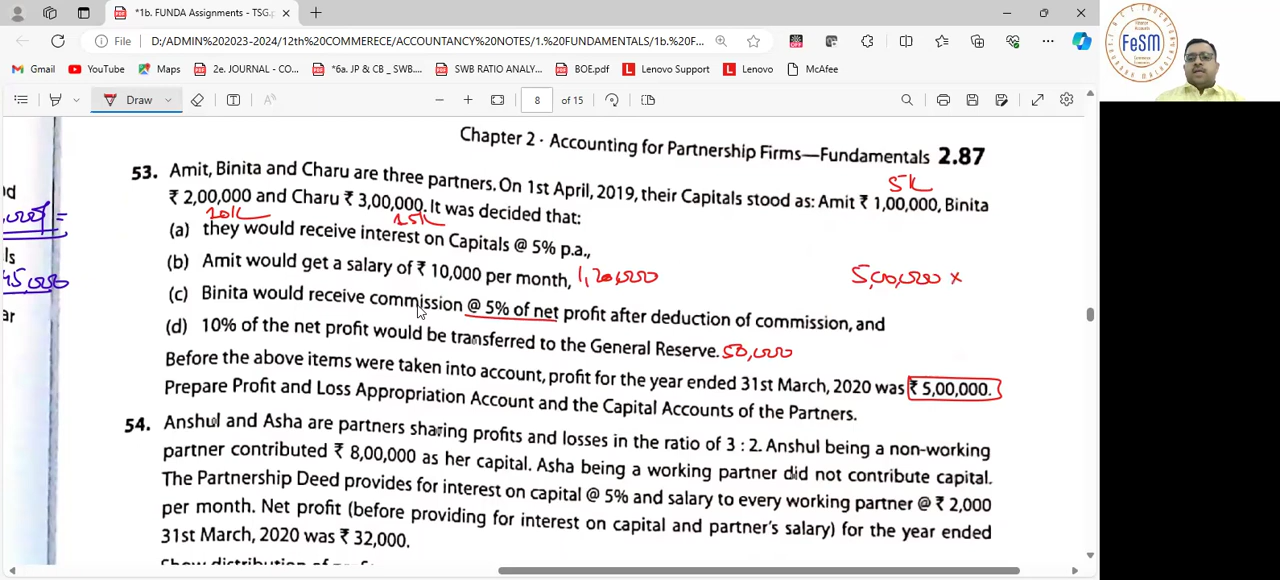 *1b. FUNDA Assignments - TSG.p
File D:/ADMIN%202023-2024/12th%20COMMERECE/ACCOUNTANCE%20NOTES/1.%20FUNDAMENTALS/1b.%20F...
Gmail YouTube Maps 2e. JOURNAL - CO... *6a. JP & CB _ SWB... SWB RATIO ANALY... BOE.pdf Lenovo Support Lenovo McAfee
Draw 8 of 15
FeSM
Chapter 2 · Accounting for Partnership Firms—Fundamentals 2.87
53. Amit, Binita and Charu are three partners. On 1st April, 2019, their Capitals stood as: Amit ₹ 1,00,000, Binita
5K
₹ 2,00,000 and Charu ₹ 3,00,000. It was decided that:
10K 15K
(a) they would receive interest on Capitals @ 5% p.a.,
(b) Amit would get a salary of ₹ 10,000 per month, 1,20,000
5,00,000 ×
(c) Binita would receive commission @ 5% of net profit after deduction of commission, and
(d) 10% of the net profit would be transferred to the General Reserve. 50,000
Before the above items were taken into account, profit for the year ended 31st March, 2020 was ₹ 5,00,000.
Prepare Profit and Loss Appropriation Account and the Capital Accounts of the Partners.
54. Anshul and Asha are partners sharing profits and losses in the ratio of 3 : 2. Anshul being a non-working
partner contributed ₹ 8,00,000 as her capital. Asha being a working partner did not contribute capital.
The Partnership Deed provides for interest on capital @ 5% and salary to every working partner @ ₹ 2,000
per month. Net profit (before providing for interest on capital and partner's salary) for the year ended
31st March, 2020 was ₹ 32,000.